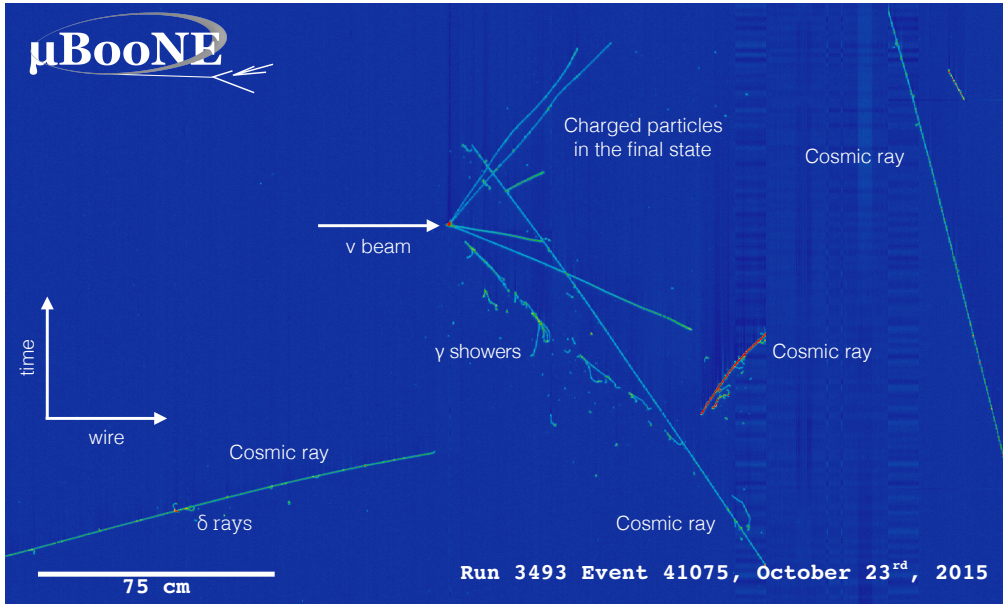 μBooNE
Charged particles
in the final state
Cosmic ray
ν beam
time
γ showers
Cosmic ray
wire
Cosmic ray
δ rays
Cosmic ray
75 cm
Run 3493 Event 41075, October 23rd, 2015